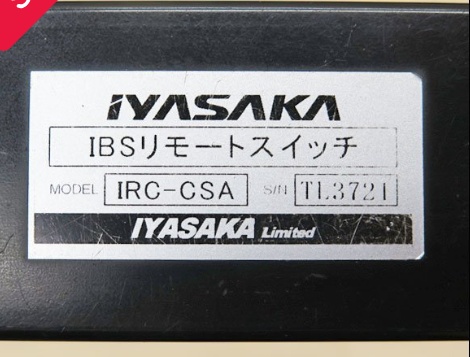 IYASAKA
IBSリモートスイッチ
MODEL IRC-CSA S/N TL3721
IYASAKA Limited